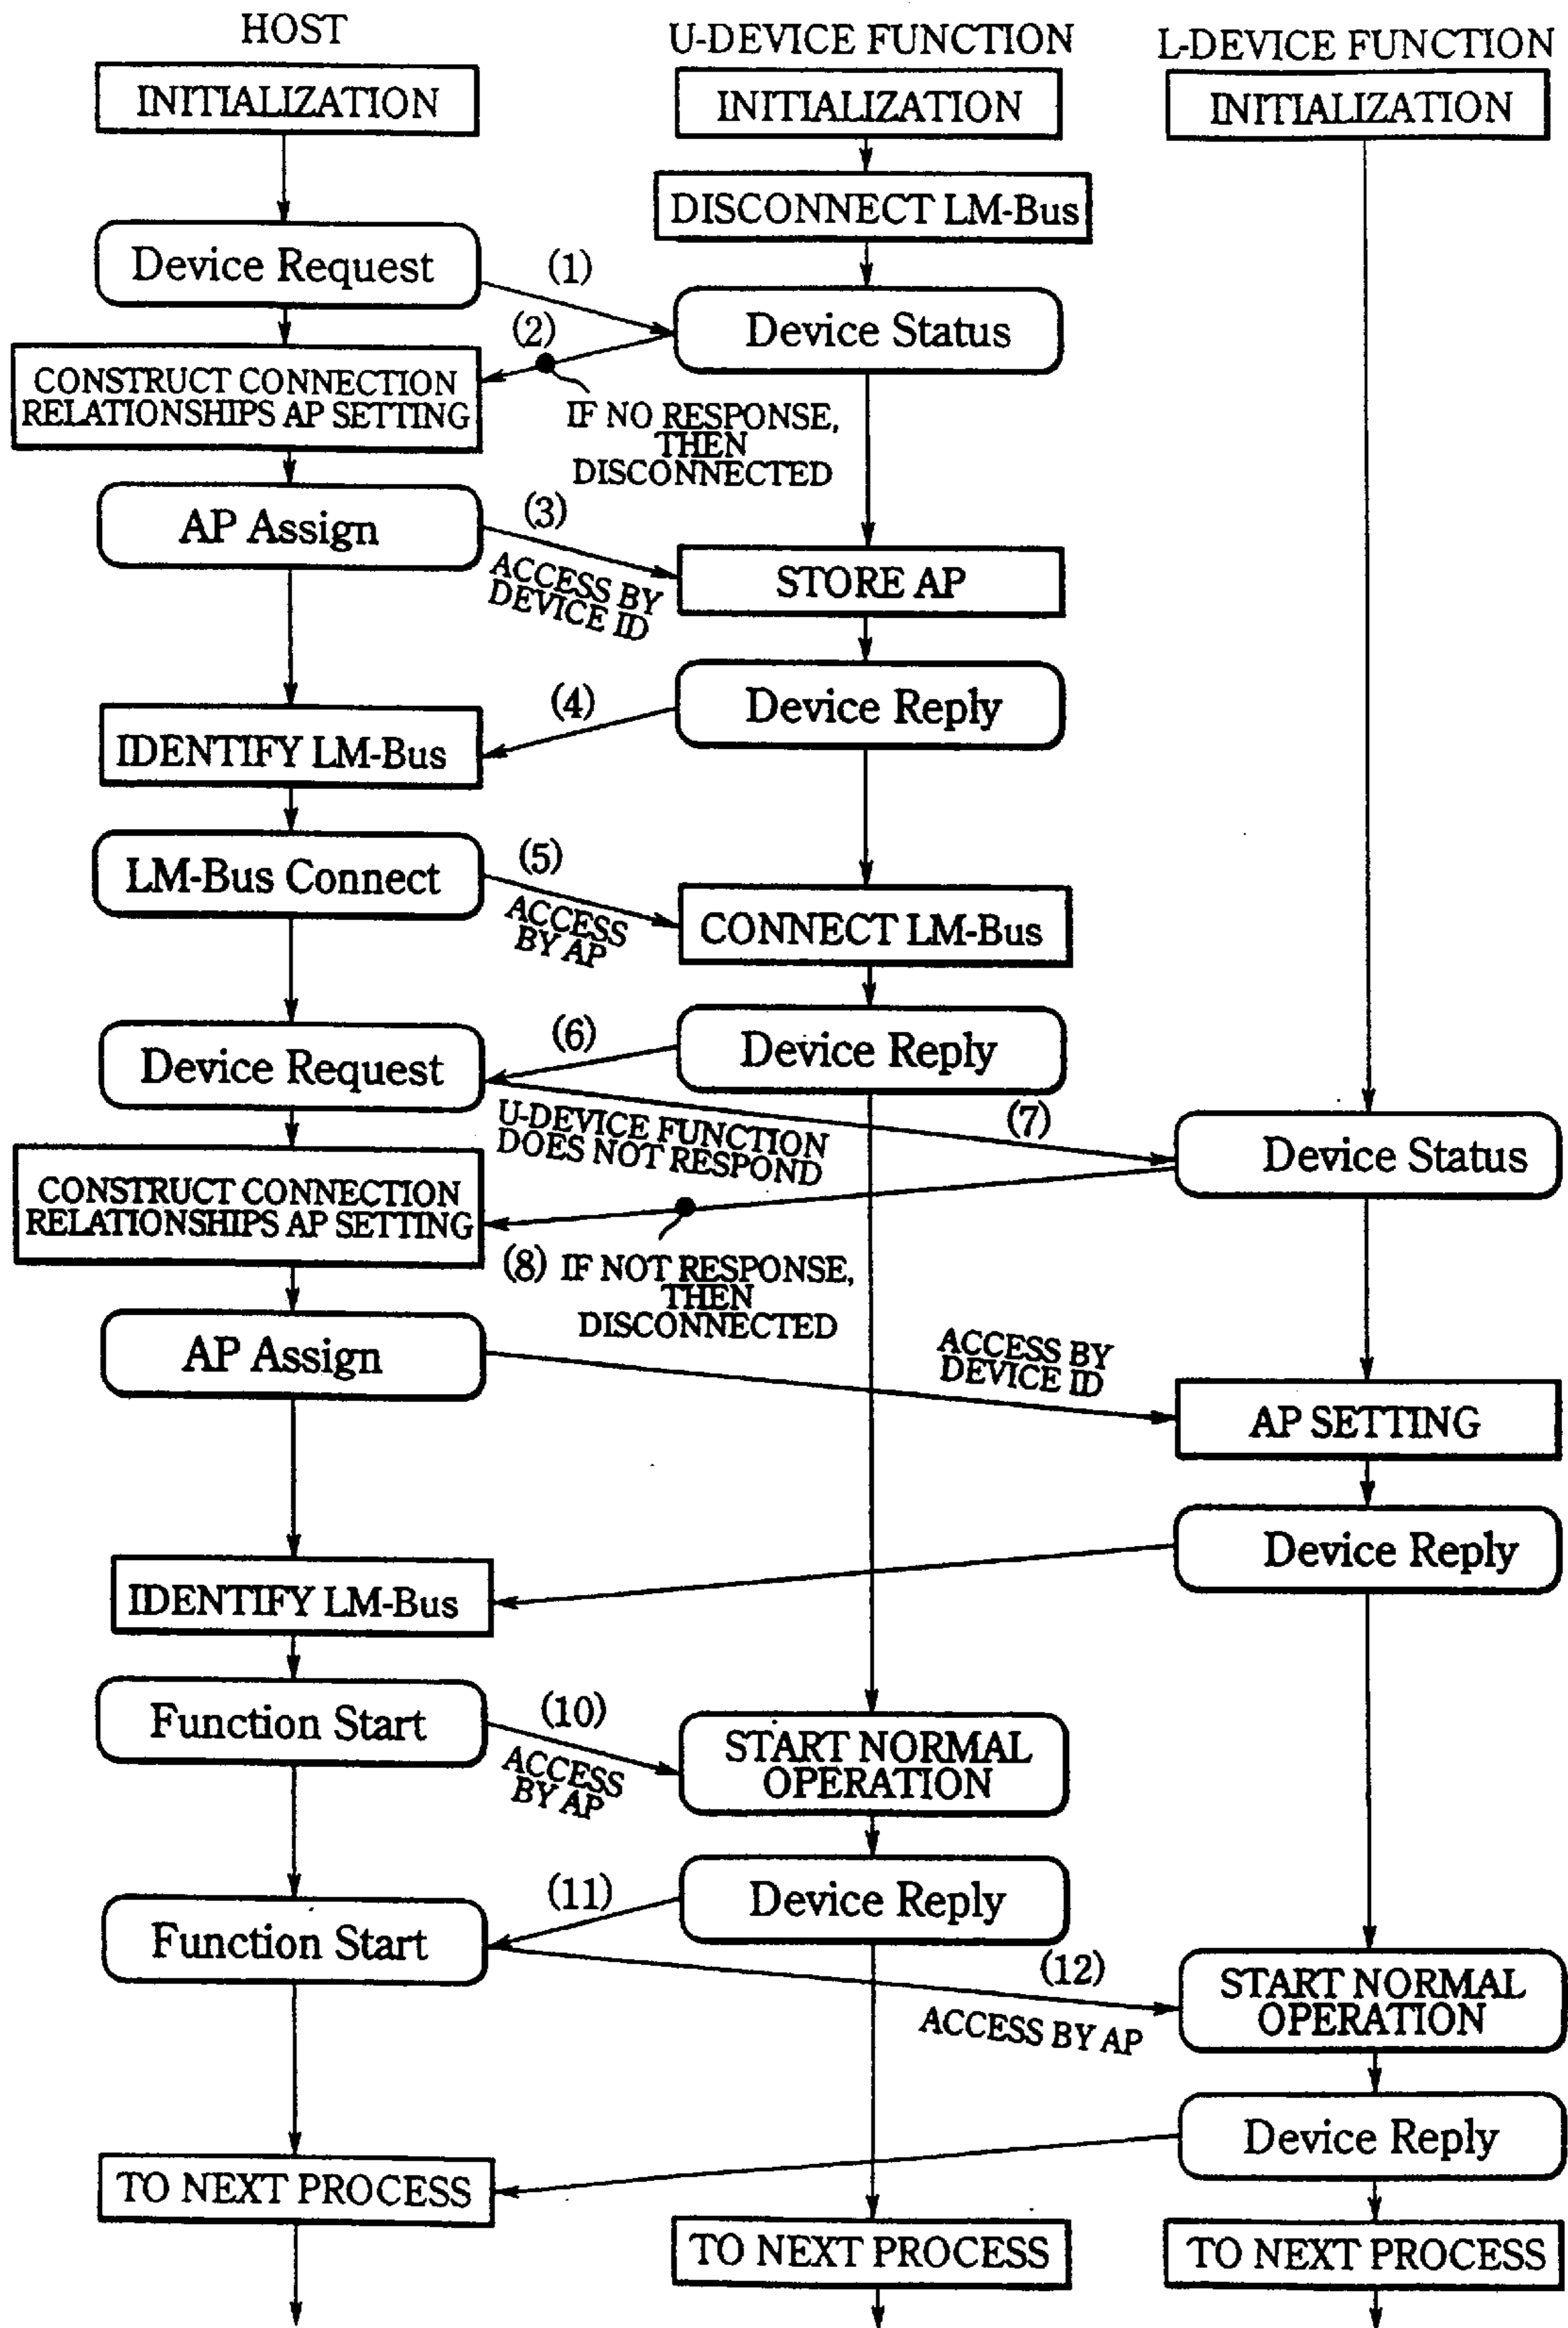 HOST
U-DEVICE FUNCTION
L-DEVICE FUNCTION
INITIALIZATION
INITIALIZATION
INITIALIZATION
DISCONNECT LM-Bus
Device Request
(1)
Device Status
(2)
CONSTRUCT CONNECTION
RELATIONSHIPS AP SETTING
IF NO RESPONSE,
THEN
DISCONNECTED
AP Assign
(3)
ACCESS BY
DEVICE ID
STORE AP
Device Reply
(4)
IDENTIFY LM-Bus
LM-Bus Connect
(5)
ACCESS
BY AP
CONNECT LM-Bus
Device Reply
(6)
Device Request
U-DEVICE FUNCTION
DOES NOT RESPOND
(7)
Device Status
CONSTRUCT CONNECTION
RELATIONSHIPS AP SETTING
(8) IF NOT RESPONSE,
THEN
DISCONNECTED
AP Assign
ACCESS BY
DEVICE ID
AP SETTING
Device Reply
IDENTIFY LM-Bus
Function Start
(10)
ACCESS
BY AP
START NORMAL
OPERATION
Device Reply
(11)
Function Start
(12)
ACCESS BY AP
START NORMAL
OPERATION
Device Reply
TO NEXT PROCESS
TO NEXT PROCESS
TO NEXT PROCESS